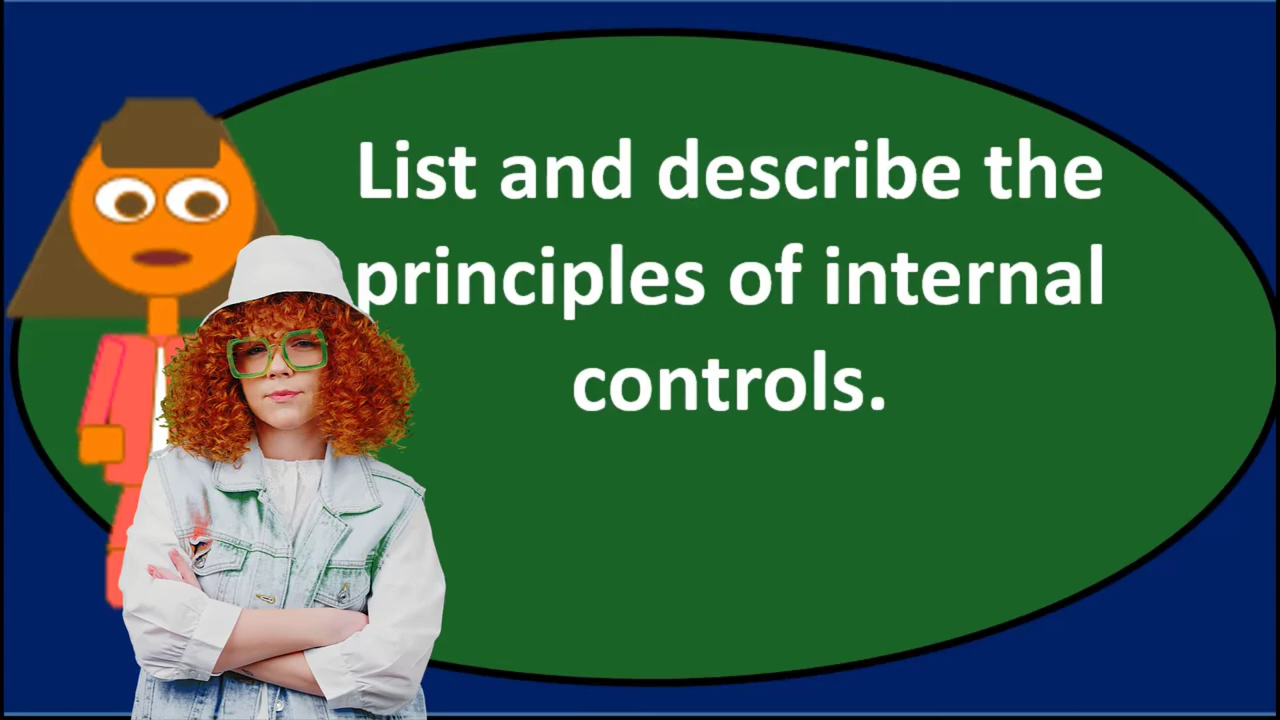 List and describe the
principles of internal
controls.